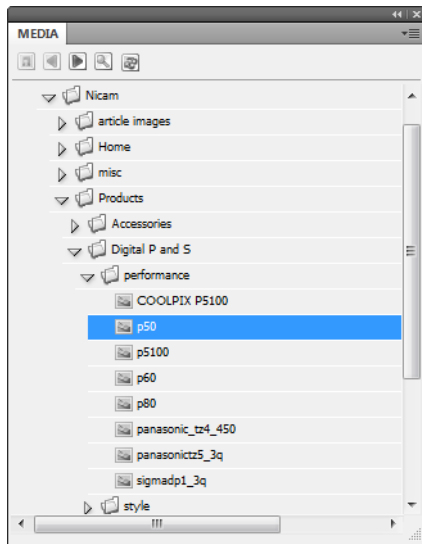 MEDIA
Nicam
article images
Home
misc
Products
Accessories
Digital P and S
performance
COOLPIX P5100
p50
p5100
p60
p80
panasonic_tz4_450
panasonictz5_3q
sigmadp1_3q
style